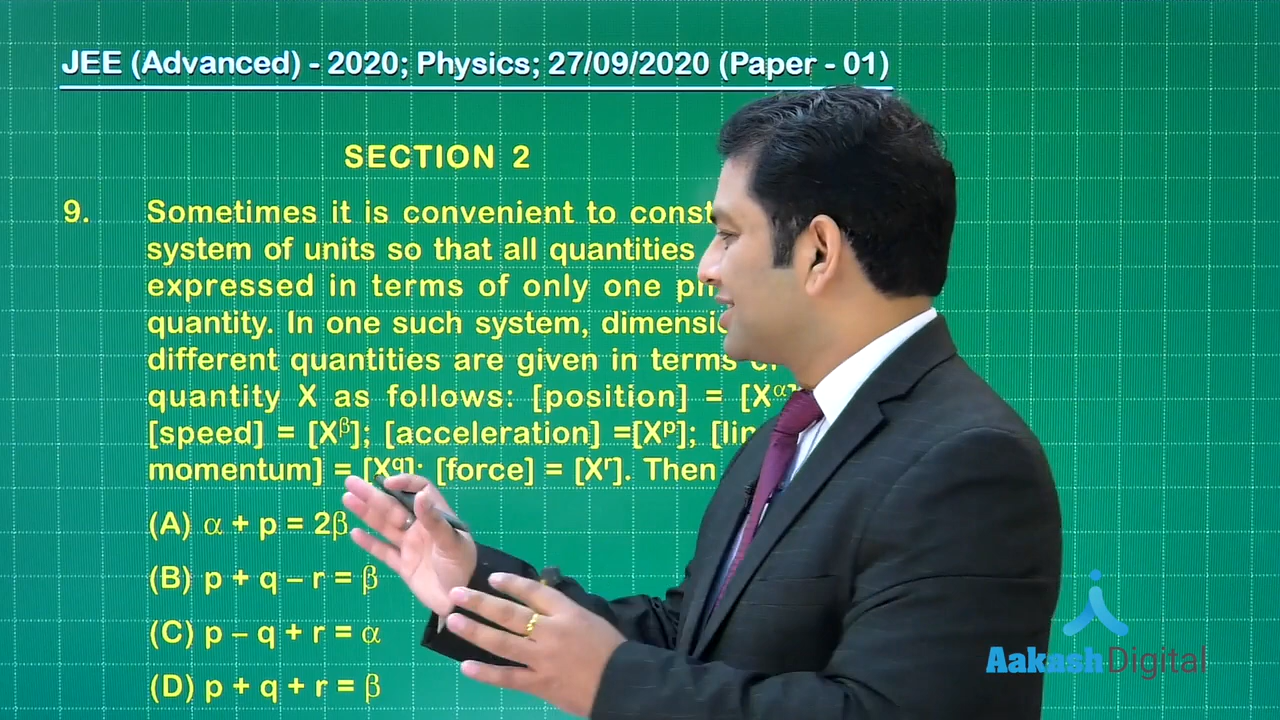 JEE (Advanced) - 2020; Physics; 27/09/2020 (Paper - 01)
SECTION 2
9. Sometimes it is convenient to
system of units so that all quantities
expressed in terms of only one
quantity. In one such system,
different quantities are given in terms
quantity X as follows: [position] = [Xᵅ
[speed] = [Xᵝ]; [acceleration] =[Xᵖ];
momentum] = [X^q]; [force] = [Xʳ]. Then
(A) α + p = 2β
(B) p + q – r = β
(C) p – q + r = α
(D) p + q + r = β
Aakash Digital